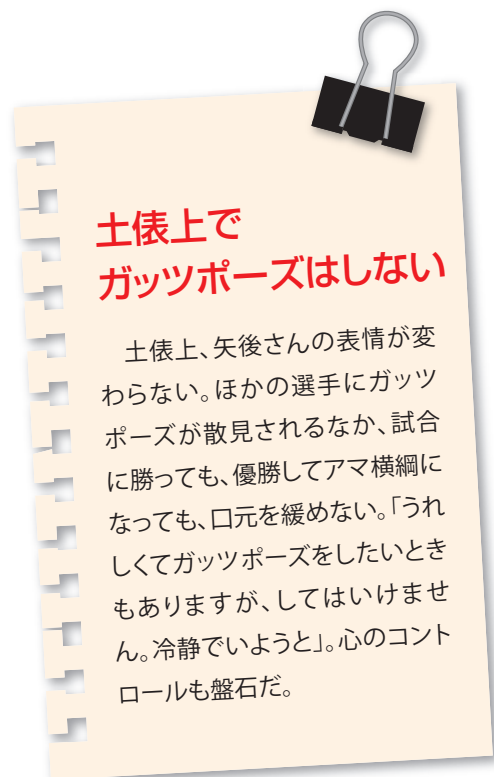 土俵上で
ガッツポーズはしない
土俵上、矢後さんの表情が変
わらない。ほかの選手にガッツ
ポーズが散見されるなか、試合
に勝っても、優勝してアマ横綱に
なっても、口元を緩めない。「うれ
しくてガッツポーズをしたいとき
もありますが、してはいけませ
ん。冷静でいようと」。心のコント
ロールも盤石だ。